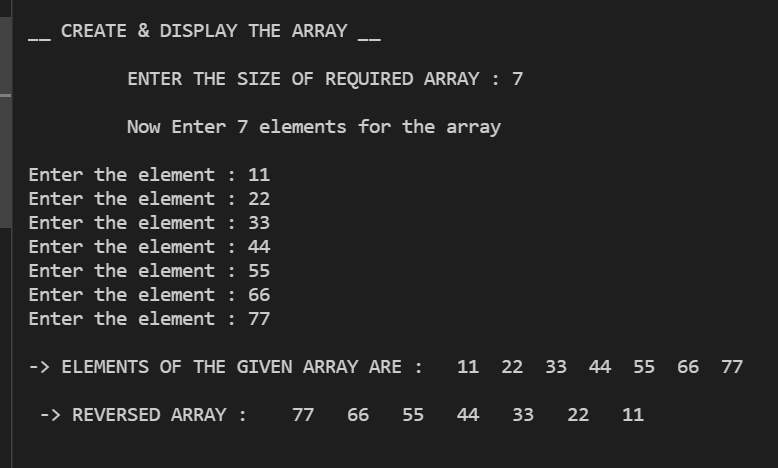 __ CREATE & DISPLAY THE ARRAY __
ENTER THE SIZE OF REQUIRED ARRAY : 7
Now Enter 7 elements for the array
Enter the element : 11
Enter the element : 22
Enter the element : 33
Enter the element : 44
Enter the element : 55
Enter the element : 66
Enter the element : 77
-> ELEMENTS OF THE GIVEN ARRAY ARE :   11  22  33  44  55  66  77
-> REVERSED ARRAY :    77   66   55   44   33   22   11